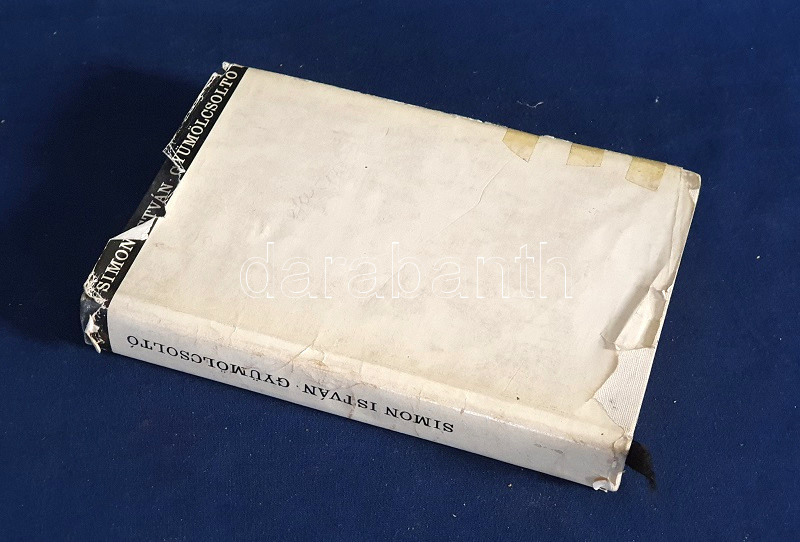 SIMON ISTVÁN · GYÜMÖLCSOLTÓ
SIMON ISTVÁN · GYÜMÖLCSOLTÓ
darabanth